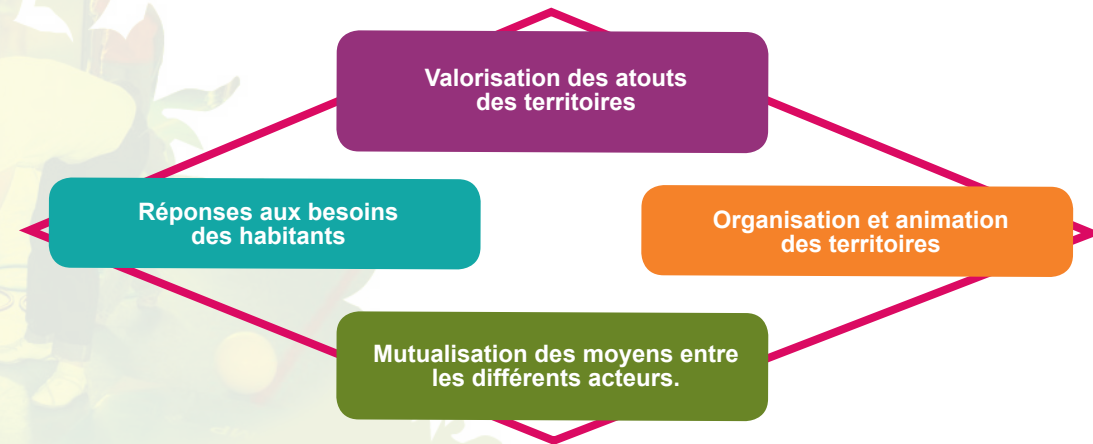 Valorisation des atouts
des territoires
Réponses aux besoins
des habitants
Organisation et animation
des territoires
Mutualisation des moyens entre
les différents acteurs.